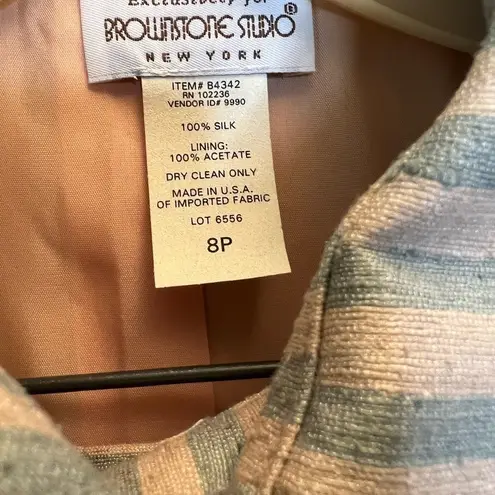 Exclusively for
BROWNSTONE STUDIO
NEW YORK
ITEM# B4342
RN 102236
VENDOR ID# 9990
100% SILK
LINING:
100% ACETATE
DRY CLEAN ONLY
MADE IN U.S.A.
OF IMPORTED FABRIC
LOT 6556
8P